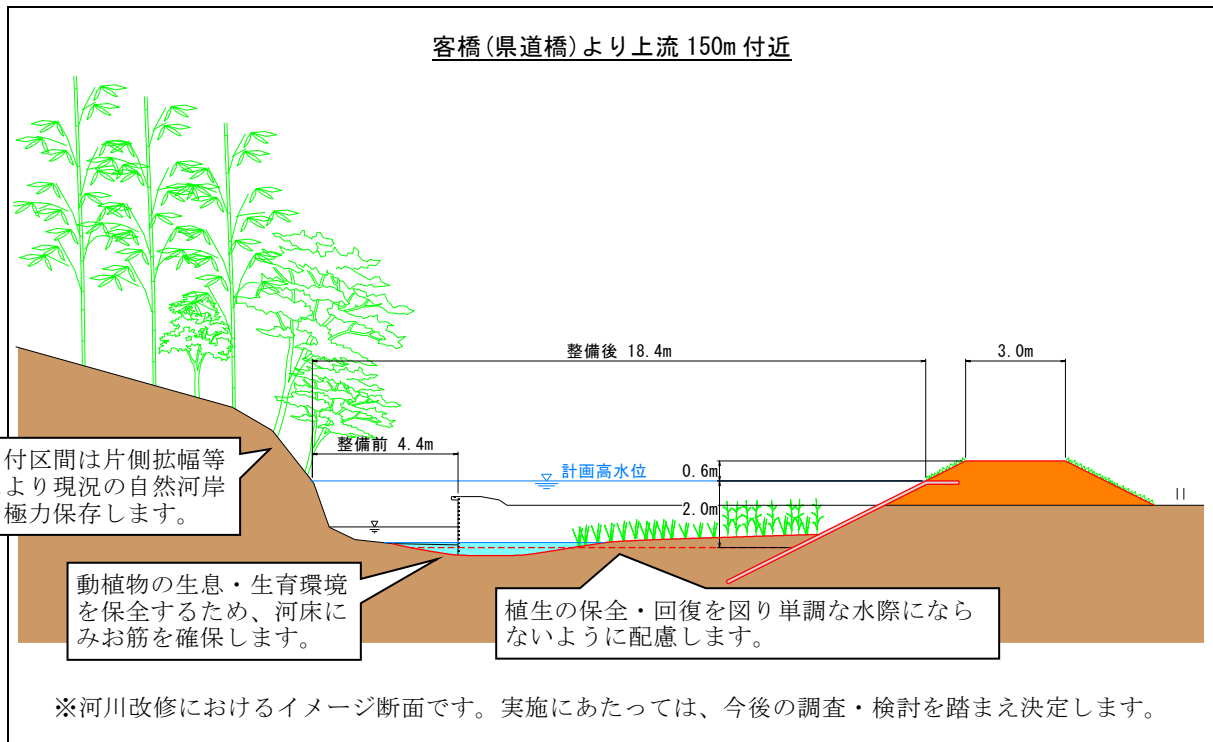 客橋(県道橋)より上流 150m 付近
整備後 18.4m
3.0m
整備前 4.4m
計画高水位
0.6m
2.0m
付区間は片側拡幅等
より現況の自然河岸
極力保存します。
動植物の生息・生育環境
を保全するため、河床に
みお筋を確保します。
植生の保全・回復を図り単調な水際になら
ないように配慮します。
※河川改修におけるイメージ断面です。実施にあたっては、今後の調査・検討を踏まえ決定します。